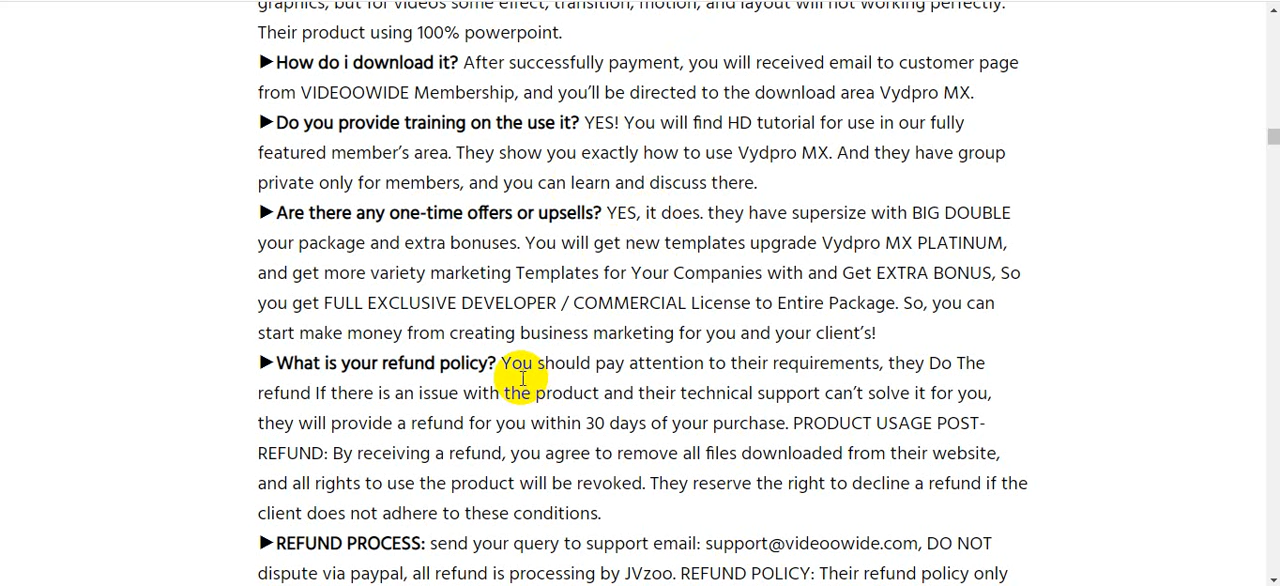 graphics, but for videos some effect, transition, motion, and layout will not working perfectly.
Their product using 100% powerpoint.
►How do i download it? After successfully payment, you will received email to customer page
from VIDEOOWIDE Membership, and you'll be directed to the download area Vydpro MX.
►Do you provide training on the use it? YES! You will find HD tutorial for use in our fully
featured member's area. They show you exactly how to use Vydpro MX. And they have group
private only for members, and you can learn and discuss there.
►Are there any one-time offers or upsells? YES, it does. they have supersize with BIG DOUBLE
your package and extra bonuses. You will get new templates upgrade Vydpro MX PLATINUM,
and get more variety marketing Templates for Your Companies with and Get EXTRA BONUS, So
you get FULL EXCLUSIVE DEVELOPER / COMMERCIAL License to Entire Package. So, you can
start make money from creating business marketing for you and your client's!
►What is your refund policy? You should pay attention to their requirements, they Do The
refund If there is an issue with the product and their technical support can't solve it for you,
they will provide a refund for you within 30 days of your purchase. PRODUCT USAGE POST-
REFUND: By receiving a refund, you agree to remove all files downloaded from their website,
and all rights to use the product will be revoked. They reserve the right to decline a refund if the
client does not adhere to these conditions.
►REFUND PROCESS: send your query to support email: support@videoowide.com, DO NOT
dispute via paypal, all refund is processing by JVzoo. REFUND POLICY: Their refund policy only